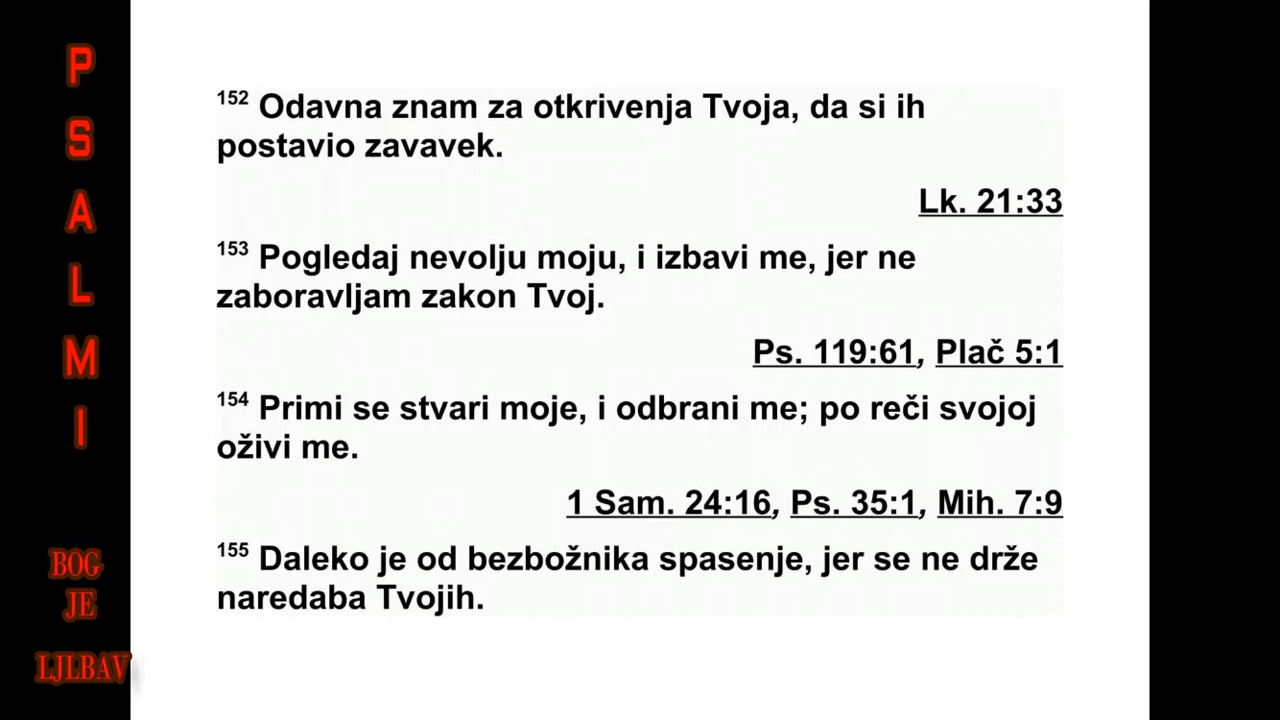 P
S
A
L
M
I
BOG
JE
LJLBAV
152 Odavna znam za otkrivenja Tvoja, da si ih
postavio zavavek.
Lk. 21:33
153 Pogledaj nevolju moju, i izbavi me, jer ne
zaboravljam zakon Tvoj.
Ps. 119:61, Plač 5:1
154 Primi se stvari moje, i odbrani me; po reči svojoj
oživi me.
1 Sam. 24:16, Ps. 35:1, Mih. 7:9
155 Daleko je od bezbožnika spasenje, jer se ne drže
naredaba Tvojih.